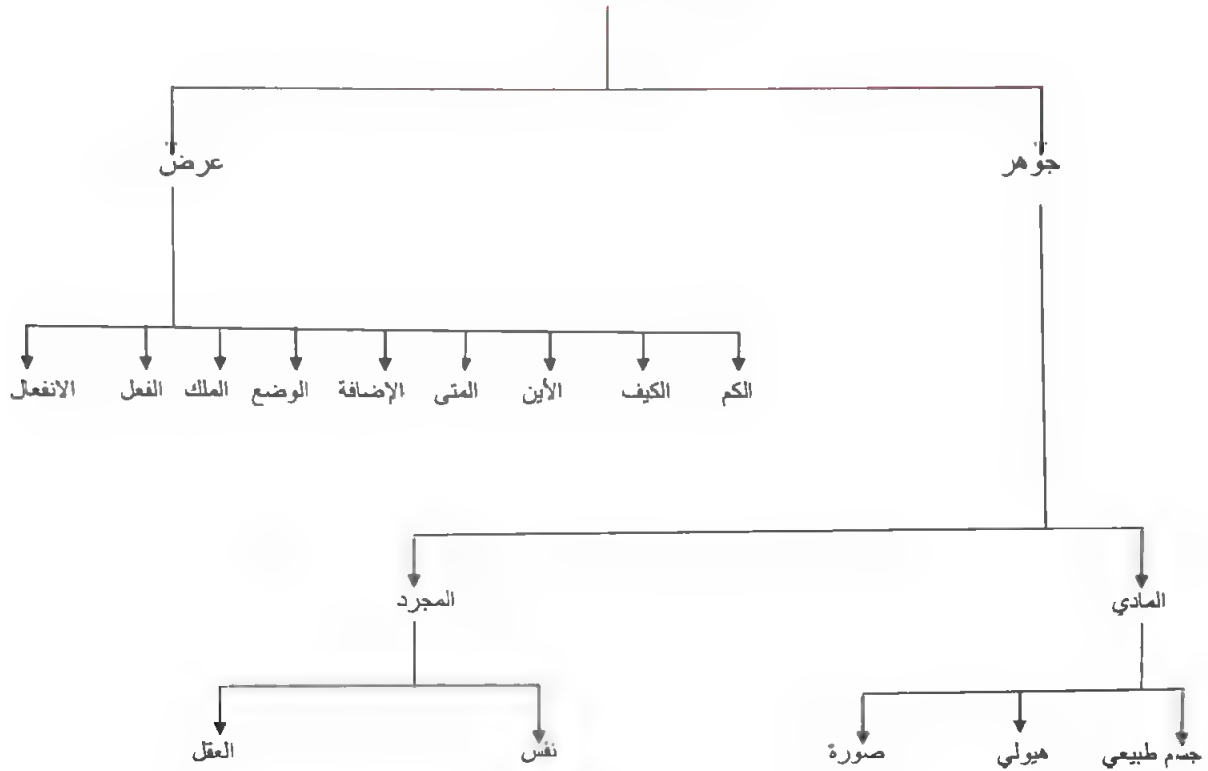 جوهر عرض
الكم الكيف الأين المتى الإضافة الوضع الملك الفعل الانفعال
المادي المجرد
جسم طبيعي هيولي صورة نفس العقل